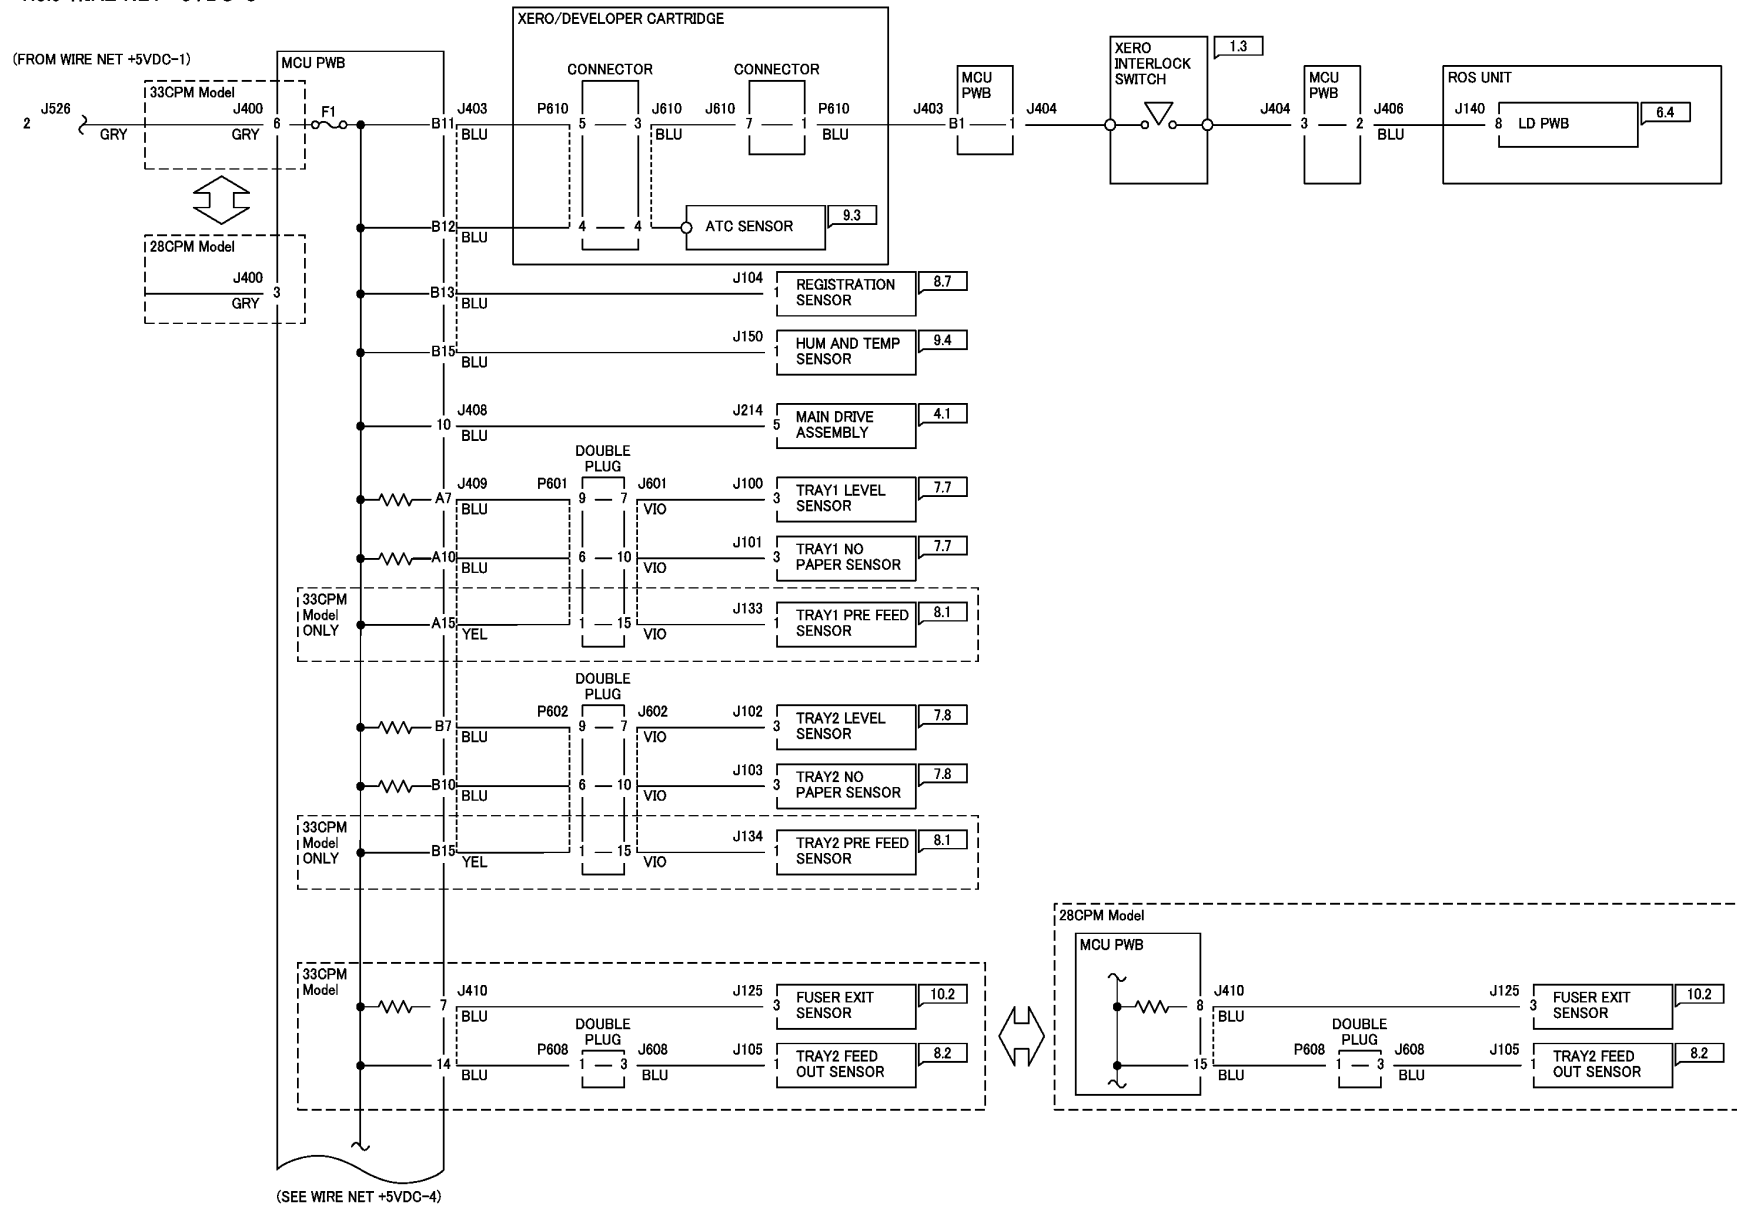 XERO/DEVELOPER CARTRIDGE
(FROM WIRE NET +5VDC-1)
MCU PWB
33CPM Model
2
J526
GRY
J400
GRY
6
F1
B11
J403
BLU
P610
CONNECTOR
5
3
J610
BLU
J610
CONNECTOR
7
1
P610
BLU
J403
MCU
PWB
B1
1
J404
XERO
INTERLOCK
SWITCH
1.3
J404
MCU
PWB
3
2
J406
BLU
ROS UNIT
J140
8
LD PWB
6.4
B12
BLU
4
4
ATC SENSOR
9.3
28CPM Model
J400
GRY
3
B13
BLU
J104
1
REGISTRATION
SENSOR
8.7
B15
BLU
J150
1
HUM AND TEMP
SENSOR
9.4
10
J408
BLU
J214
5
MAIN DRIVE
ASSEMBLY
4.1
DOUBLE
PLUG
A7
J409
BLU
P601
9
7
J601
VIO
J100
3
TRAY1 LEVEL
SENSOR
7.7
A10
BLU
6
10
VIO
J101
3
TRAY1 NO
PAPER SENSOR
7.7
33CPM
Model
ONLY
A15
YEL
1
15
VIO
J133
1
TRAY1 PRE FEED
SENSOR
8.1
DOUBLE
PLUG
B7
BLU
P602
9
7
J602
VIO
J102
3
TRAY2 LEVEL
SENSOR
7.8
B10
BLU
6
10
VIO
J103
3
TRAY2 NO
PAPER SENSOR
7.8
33CPM
Model
ONLY
B15
YEL
1
15
VIO
J134
1
TRAY2 PRE FEED
SENSOR
8.1
33CPM
Model
7
J410
BLU
J125
3
FUSER EXIT
SENSOR
10.2
14
BLU
P608
DOUBLE
PLUG
1
3
J608
BLU
J105
1
TRAY2 FEED
OUT SENSOR
8.2
28CPM Model
MCU PWB
8
J410
BLU
J125
3
FUSER EXIT
SENSOR
10.2
15
BLU
P608
DOUBLE
PLUG
1
3
J608
BLU
J105
1
TRAY2 FEED
OUT SENSOR
8.2
(SEE WIRE NET +5VDC-4)